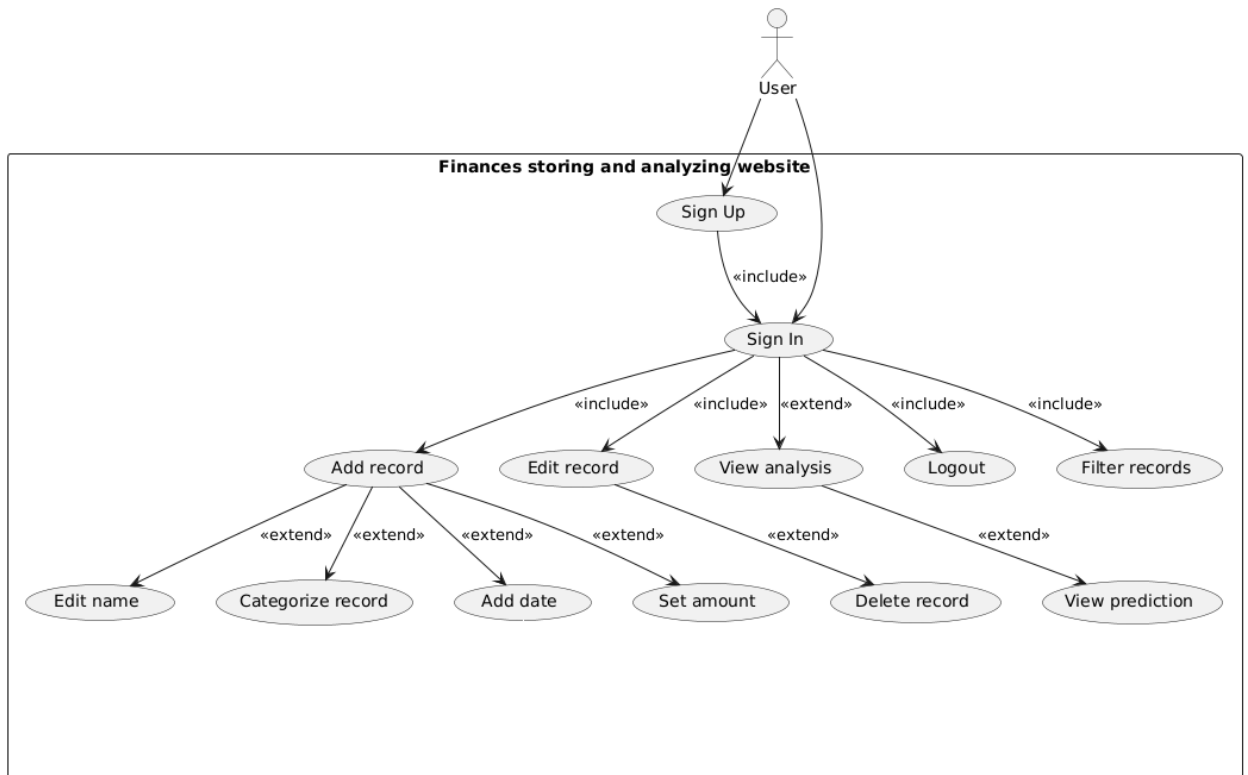 User
Finances storing and analyzing website
Sign Up
«include»
Sign In
«include»
«include»
«extend»
«include»
«include»
Add record
Edit record
View analysis
Logout
Filter records
«extend»
«extend»
«extend»
«extend»
«extend»
«extend»
Edit name
Categorize record
Add date
Set amount
Delete record
View prediction